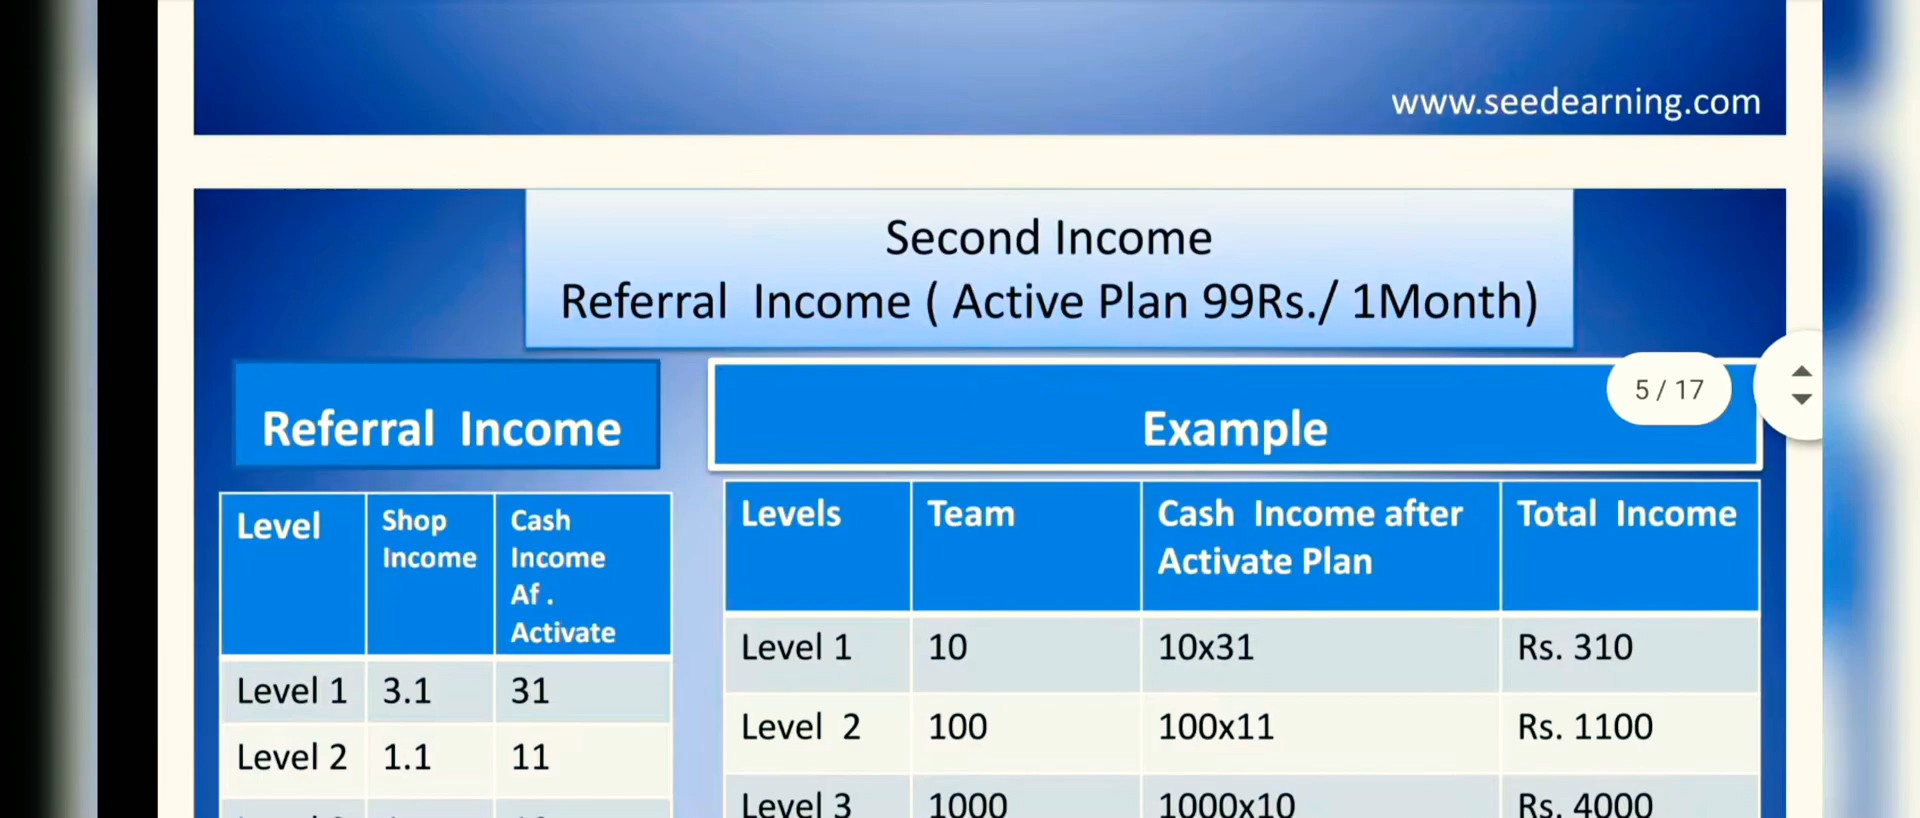 www.seedearning.com
Second Income
Referral Income ( Active Plan 99Rs./ 1Month)
5 / 17
Referral Income
Example
Level
Shop Income
Cash Income Af . Activate
Level 1 3.1 31
Level 2 1.1 11
Levels Team Cash Income after Activate Plan Total Income
Level 1 10 10x31 Rs. 310
Level 2 100 100x11 Rs. 1100
Level 3 1000 1000x10 Rs. 4000